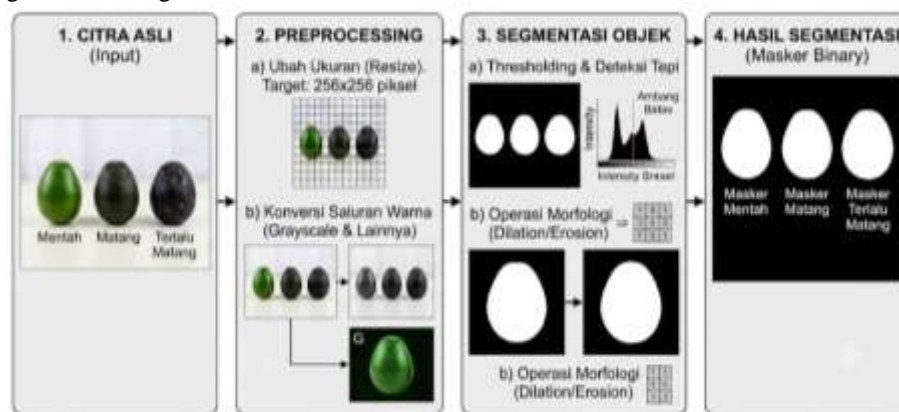 1. CITRA ASLI
(Input)
Mentah
Matang
Terlalu
Matang
2. PREPROCESSING
a) Ubah Ukuran (Resize).
Target: 256x256 piksel
b) Konversi Saluran Warna
(Grayscale & Lainnya)
G
3. SEGMENTASI OBJEK
a) Thresholding & Deteksi Tepi
Intensity
Ambang
Batas
Intensity
b) Operasi Morfologi
(Dilation/Erosion)
=
b) Operasi Morfologi
(Dilation/Erosion)
4. HASIL SEGMENTASI
(Masker Binary)
Masker
Mentah
Masker
Matang
Masker
Terlalu
Matang